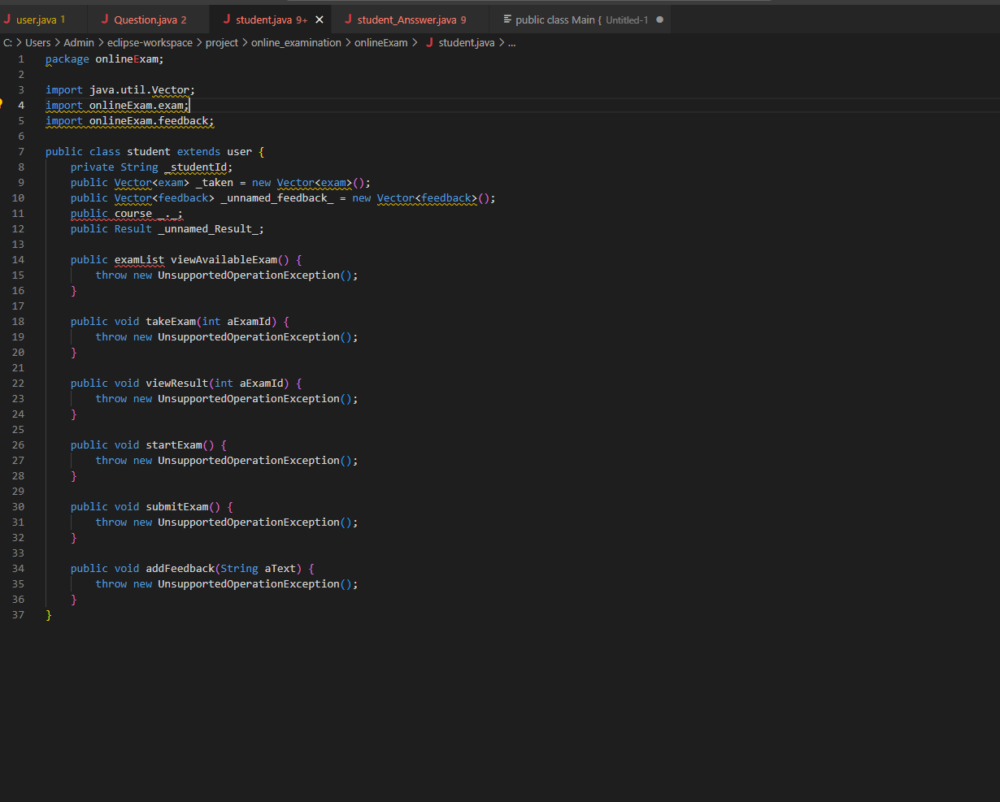 user.java 1 Question.java 2 student.java 9+ student_Ansswer.java 9 public class Main { Untitled-1
C: > Users > Admin > eclipse-workspace > project > online_examination > onlineExam > student.java > ...
1 package onlineExam;
2
3 import java.util.Vector;
4 import onlineExam.exam;
5 import onlineExam.feedback;
6
7 public class student extends user {
8     private String _studentId;
9     public Vector<exam> _taken = new Vector<exam>();
10     public Vector<feedback> _unnamed_feedback_ = new Vector<feedback>();
11     public course _._;
12     public Result _unnamed_Result_;
13
14     public examList viewAvailableExam() {
15         throw new UnsupportedOperationException();
16     }
17
18     public void takeExam(int aExamId) {
19         throw new UnsupportedOperationException();
20     }
21
22     public void viewResult(int aExamId) {
23         throw new UnsupportedOperationException();
24     }
25
26     public void startExam() {
27         throw new UnsupportedOperationException();
28     }
29
30     public void submitExam() {
31         throw new UnsupportedOperationException();
32     }
33
34     public void addFeedback(String aText) {
35         throw new UnsupportedOperationException();
36     }
37 }